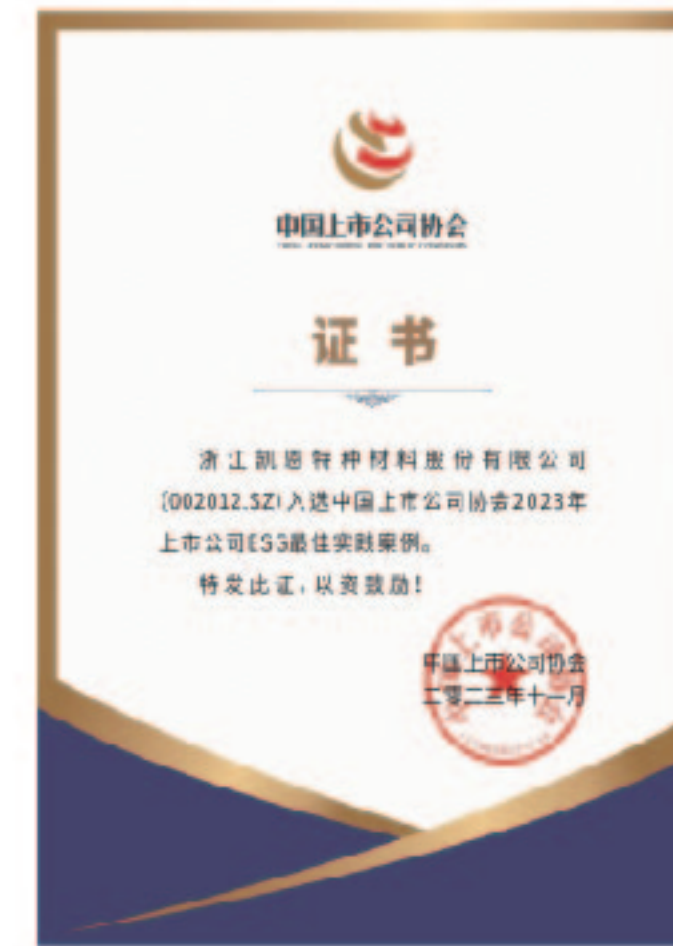 中国上市公司协会
证书
浙江凯恩特种材料股份有限公司
(002012.SZ)入选中国上市公司协会2023年
上市公司ESG最佳实践案例。
特发此证,以资鼓励!
中国上市公司协会
二零二三年十一月